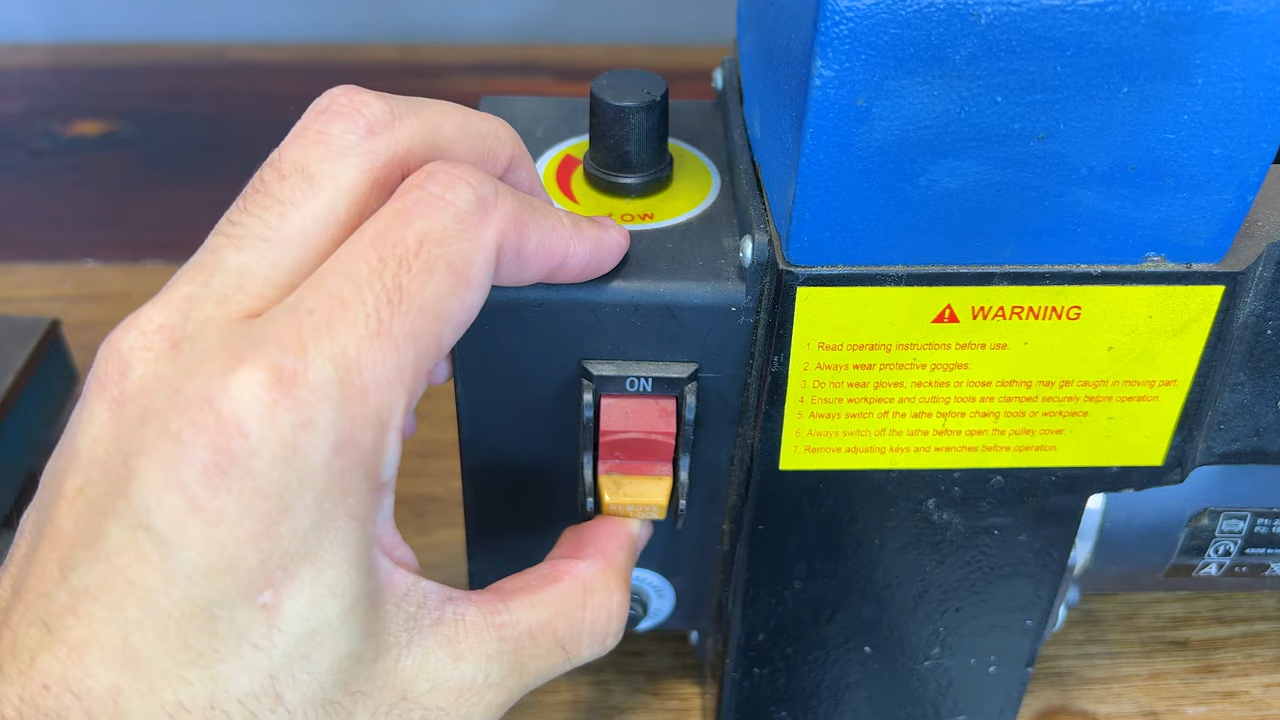 OW
WARNING
1. Read operating instructions before use.
2. Always wear protective goggles.
3. Do not wear gloves, neckties or loose clothing may get caught in moving part.
4. Ensure workpiece and cutting tools are clamped securely before operation.
5. Always switch off the lathe before chaing tools or workpiece.
6. Always switch off the lathe before open the pulley cover.
7. Remove adjusting keys and wrenches before operation.
ON
REMOVE
LOCK